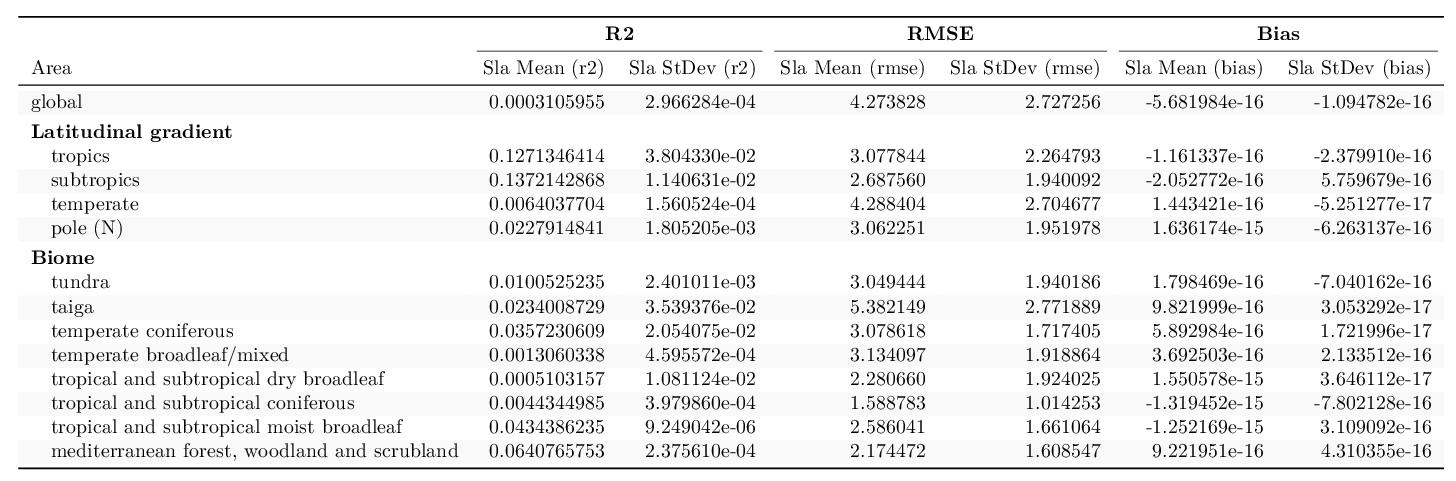 R2 RMSE Bias
Area Sla Mean (r2) Sla StDev (r2) Sla Mean (rmse) Sla StDev (rmse) Sla Mean (bias) Sla StDev (bias)
global 0.0003105955 2.966284e-04 4.273828 2.727256 -5.681984e-16 -1.094782e-16
Latitudinal gradient
tropics 0.1271346414 3.804330e-02 3.077844 2.264793 -1.161337e-16 -2.379910e-16
subtropics 0.1372142868 1.140631e-02 2.687560 1.940092 -2.052772e-16 5.759679e-16
temperate 0.0064037704 1.560524e-04 4.288404 2.704677 1.443421e-16 -5.251277e-17
pole (N) 0.0227914841 1.805205e-03 3.062251 1.951978 1.636174e-15 -6.263137e-16
Biome
tundra 0.0100525235 2.401011e-03 3.049444 1.940186 1.798469e-16 -7.040162e-16
taiga 0.0234008729 3.539376e-02 5.382149 2.771889 9.821999e-16 3.053292e-17
temperate coniferous 0.0357230609 2.054075e-02 3.078618 1.717405 5.892984e-16 1.721996e-17
temperate broadleaf/mixed 0.0013060338 4.595572e-04 3.134097 1.918864 3.692503e-16 2.133512e-16
tropical and subtropical dry broadleaf 0.0005103157 1.081124e-02 2.280660 1.924025 1.550578e-15 3.646112e-17
tropical and subtropical coniferous 0.0044344985 3.979860e-04 1.588783 1.014253 -1.319452e-15 -7.802128e-16
tropical and subtropical moist broadleaf 0.0434386235 9.249042e-06 2.586041 1.661064 -1.252169e-15 3.109092e-16
mediterranean forest, woodland and scrubland 0.0640765753 2.375610e-04 2.174472 1.608547 9.221951e-16 4.310355e-16